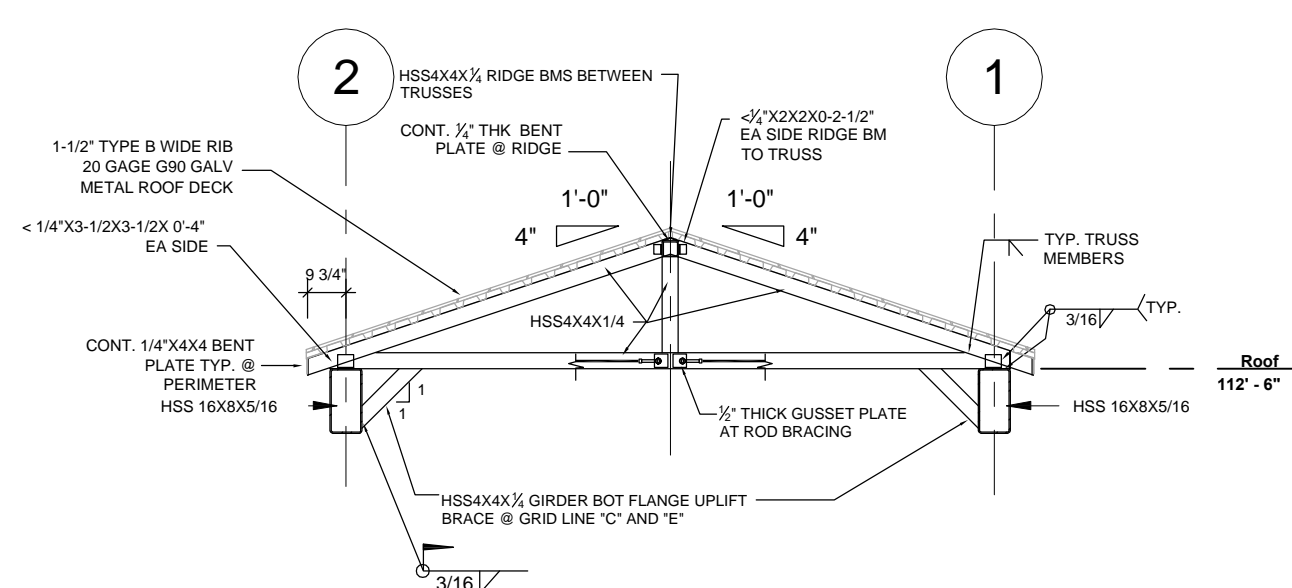 2
1
HSS4X4X¼ RIDGE BMS BETWEEN
TRUSSES
<¼"X2X2X0-2-1/2"
EA SIDE RIDGE BM
TO TRUSS
CONT. ¼" THK BENT
PLATE @ RIDGE
1-1/2" TYPE B WIDE RIB
20 GAGE G90 GALV
METAL ROOF DECK
1'-0"
4"
1'-0"
4"
< 1/4"X3-1/2X3-1/2X 0'-4"
EA SIDE
TYP. TRUSS
MEMBERS
9 3/4"
HSS4X4X1/4
3/16
TYP.
CONT. 1/4"X4X4 BENT
PLATE TYP. @
PERIMETER
HSS 16X8X5/16
Roof
112' - 6"
1
1
½" THICK GUSSET PLATE
AT ROD BRACING
HSS 16X8X5/16
HSS4X4X¼ GIRDER BOT FLANGE UPLIFT
BRACE @ GRID LINE "C" AND "E"
3/16